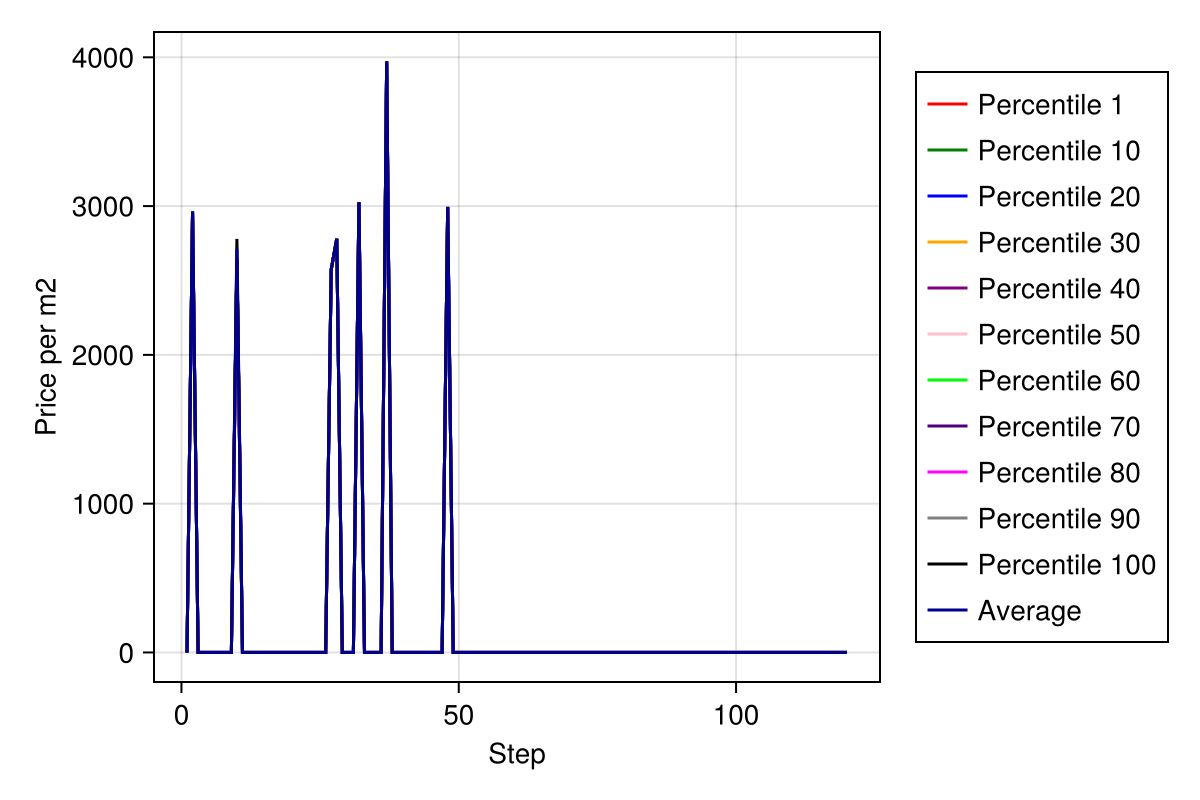 4000
3000
2000
1000
0
Price per m2
0 50 100
Step
Percentile 1
Percentile 10
Percentile 20
Percentile 30
Percentile 40
Percentile 50
Percentile 60
Percentile 70
Percentile 80
Percentile 90
Percentile 100
Average